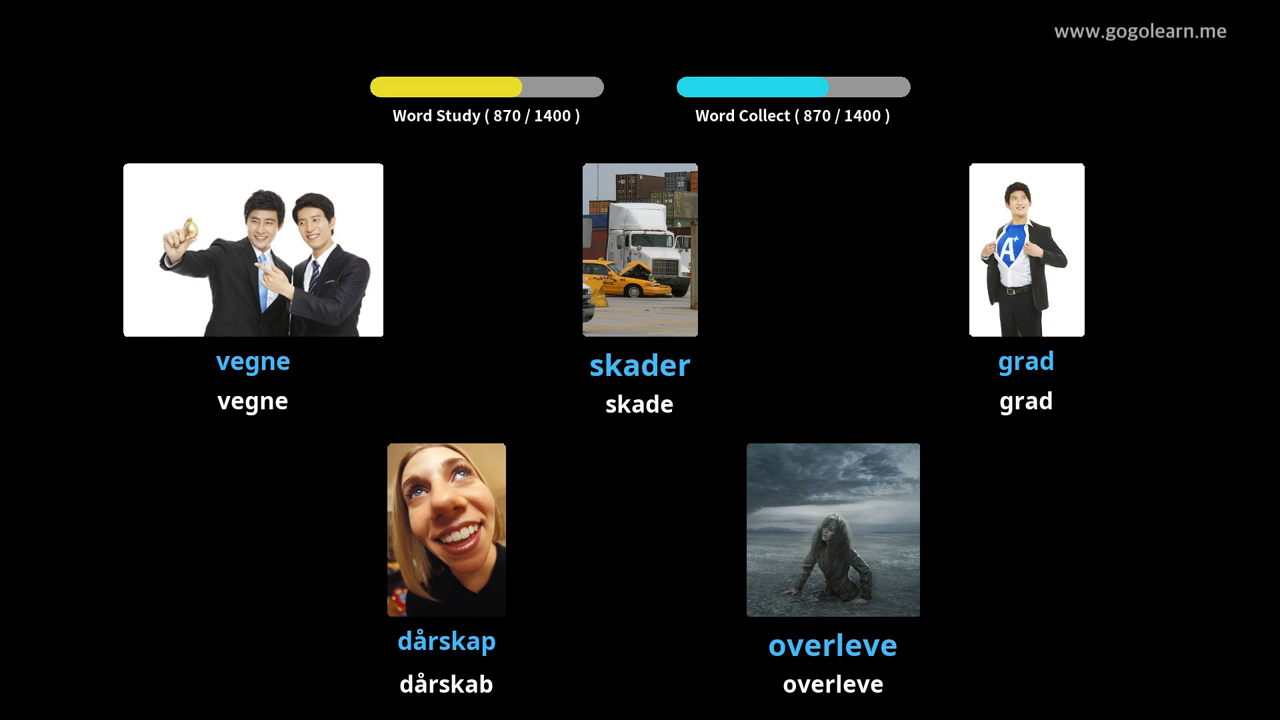 www.gogolearn.me
Word Study ( 870 / 1400 )
Word Collect ( 870 / 1400 )
A+
vegne
vegne
skader
skade
grad
grad
dårskap
dårskab
overleve
overleve